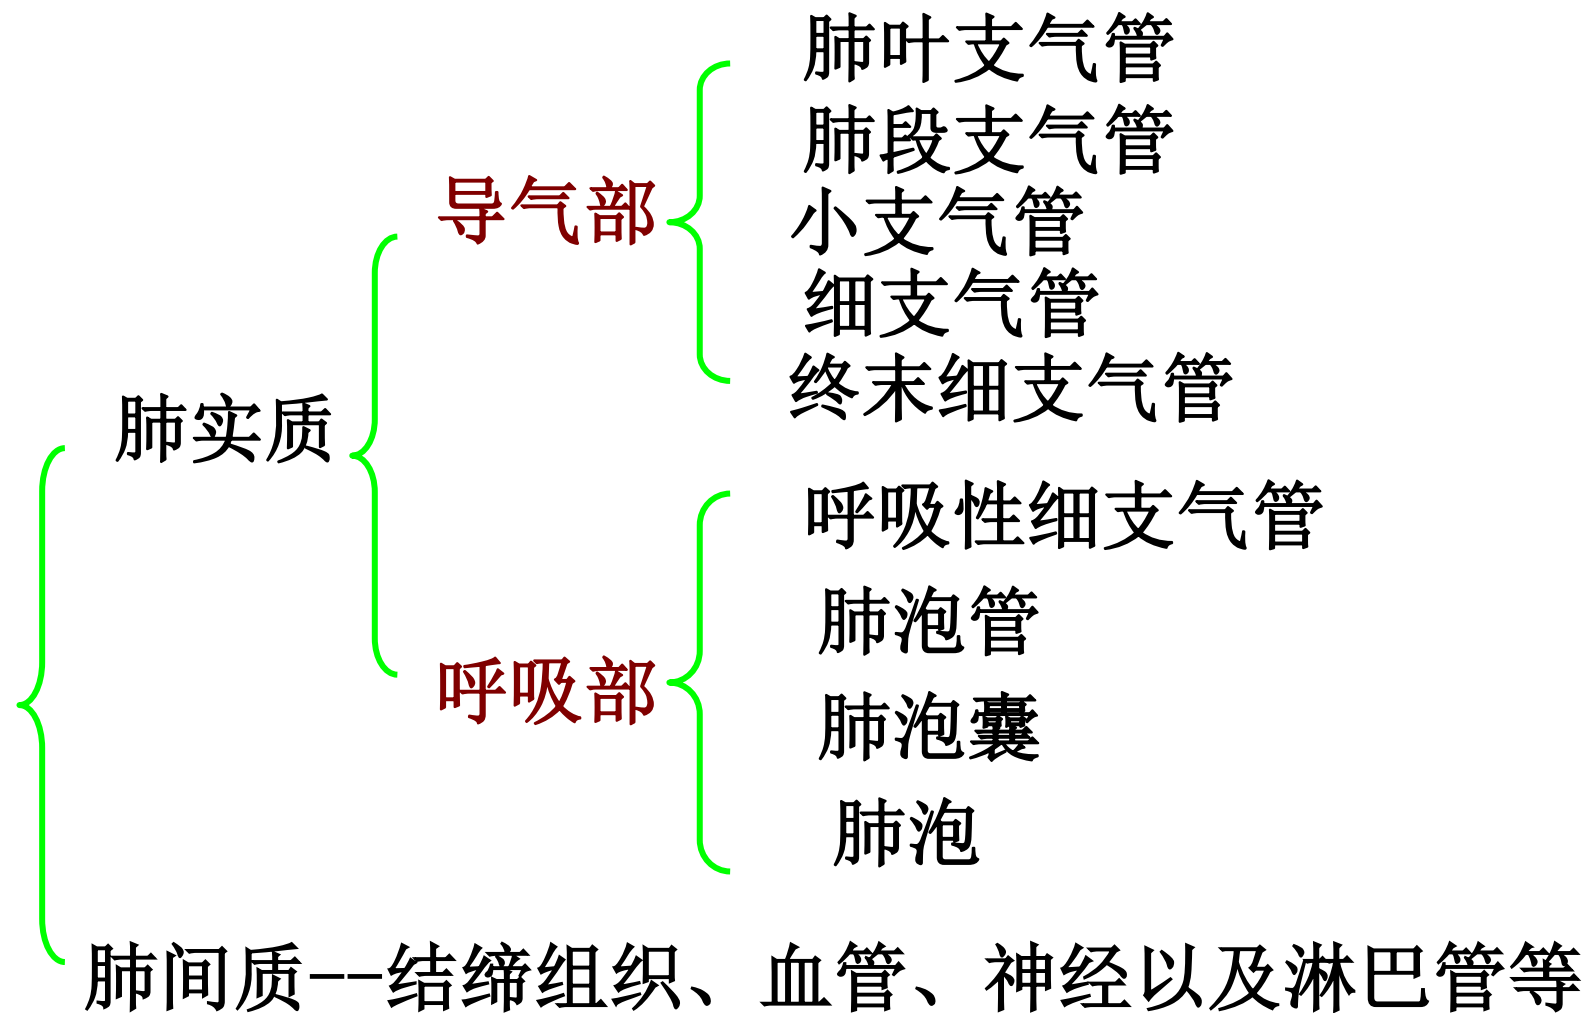 肺叶支气管
肺段支气管
导气部
小支气管
细支气管
终末细支气管
肺实质
呼吸性细支气管
肺泡管
呼吸部
肺泡囊
肺泡
肺间质--结缔组织、血管、神经以及淋巴管等